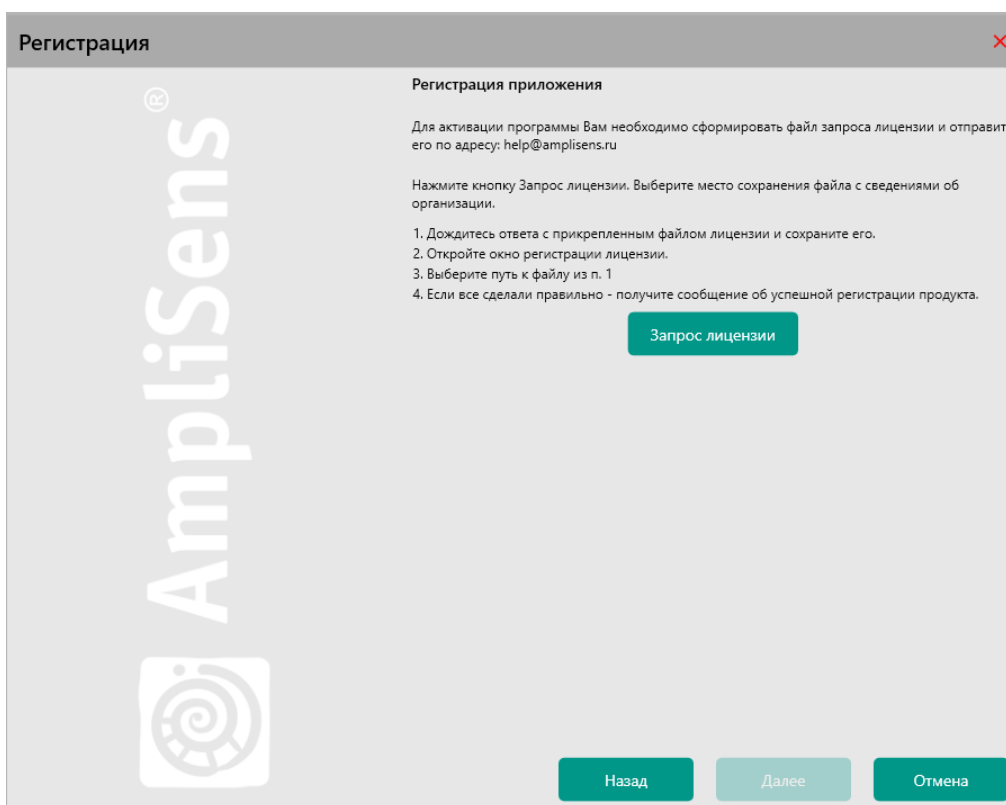 Регистрация
Регистрация приложения
Для активации программы Вам необходимо сформировать файл запроса лицензии и отправит
его по адресу: help@amplisens.ru
Нажмите кнопку Запрос лицензии. Выберите место сохранения файла с сведениями об
организации.
1. Дождитесь ответа с прикрепленным файлом лицензии и сохраните его.
2. Откройте окно регистрации лицензии.
3. Выберите путь к файлу из п. 1
4. Если все сделали правильно - получите сообщение об успешной регистрации продукта.
Запрос лицензии
AmpliSens®
Назад
Далее
Отмена